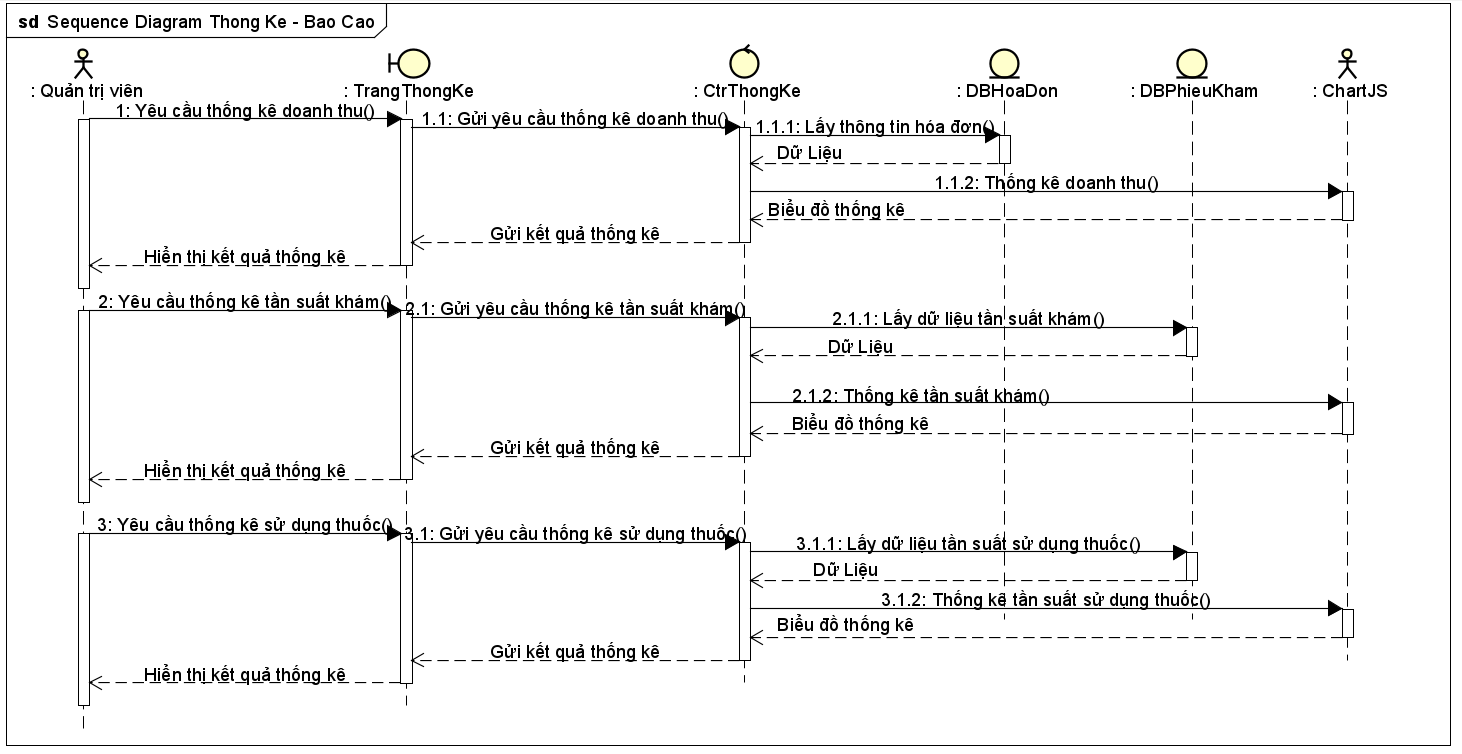 sd Sequence Diagram Thong Ke - Bao Cao
: Quản trị viên
: TrangThongKe
: CtrThongKe
: DBHoaDon
: DBPhieuKham
: ChartJS
1: Yêu cầu thống kê doanh thu()
1.1: Gửi yêu cầu thống kê doanh thu()
1.1.1: Lấy thông tin hóa đơn()
Dữ Liệu
1.1.2: Thống kê doanh thu()
Biểu đồ thống kê
Gửi kết quả thống kê
Hiển thị kết quả thống kê
2: Yêu cầu thống kê tần suất khám()
2.1: Gửi yêu cầu thống kê tần suất khám()
2.1.1: Lấy dữ liệu tần suất khám()
Dữ Liệu
2.1.2: Thống kê tần suất khám()
Biểu đồ thống kê
Gửi kết quả thống kê
Hiển thị kết quả thống kê
3: Yêu cầu thống kê sử dụng thuốc()
3.1: Gửi yêu cầu thống kê sử dụng thuốc()
3.1.1: Lấy dữ liệu tần suất sử dụng thuốc()
Dữ Liệu
3.1.2: Thống kê tần suất sử dụng thuốc()
Biểu đồ thống kê
Gửi kết quả thống kê
Hiển thị kết quả thống kê